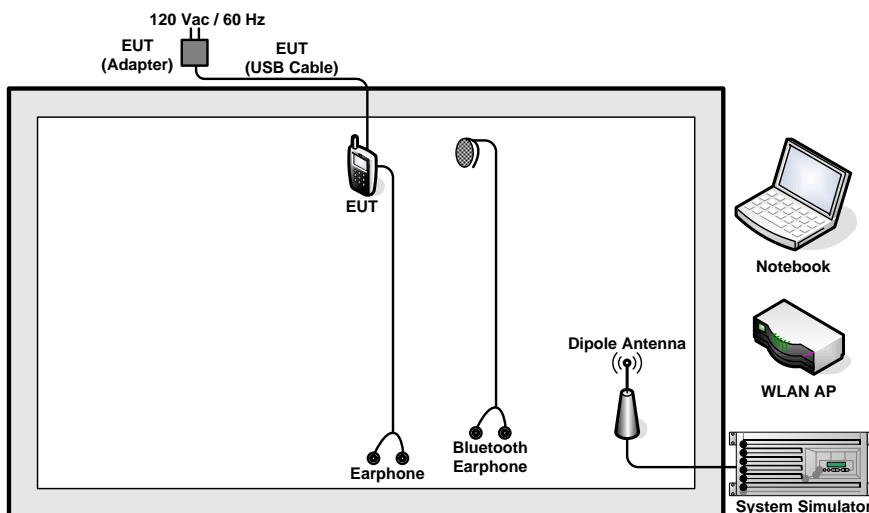 120 Vac / 60 Hz
EUT
(Adapter)
EUT
(USB Cable)
EUT
Notebook
Dipole Antenna
WLAN AP
Earphone
Bluetooth
Earphone
System Simulator